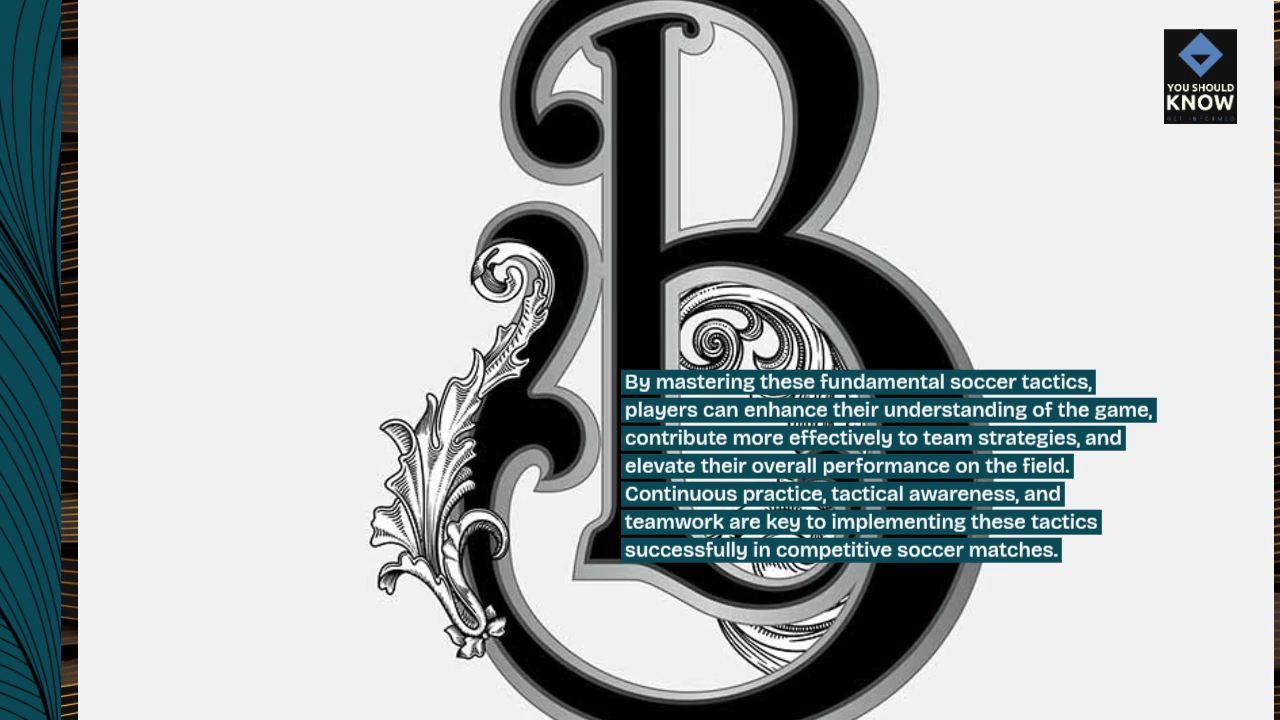 B
YOU SHOULD
KNOW
GET INFORMED
By mastering these fundamental soccer tactics,
players can enhance their understanding of the game,
contribute more effectively to team strategies, and
elevate their overall performance on the field.
Continuous practice, tactical awareness, and
teamwork are key to implementing these tactics
successfully in competitive soccer matches.